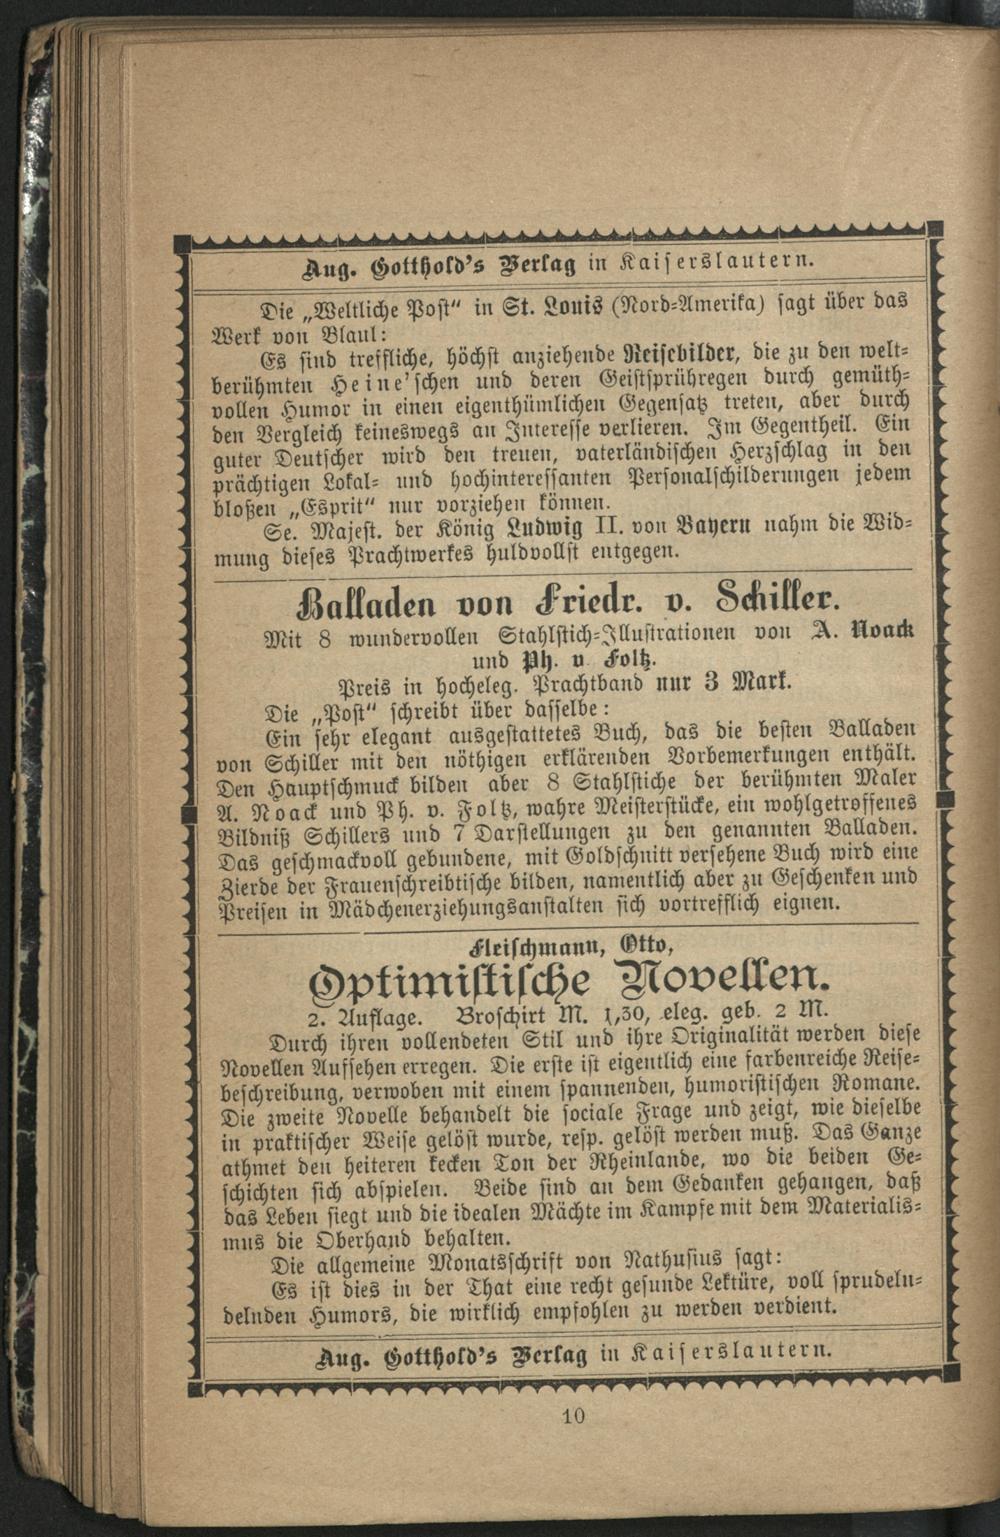 Aug. Gotthold's Verlag in Kaiserslautern.
Die „Weltliche Post“ in St. Louis (Nord-Amerika) sagt über das
Werk von Blaul:
Es sind treffliche, höchst anziehende Reisebilder, die zu den welt-
berühmten Heine'schen und deren Geistsprühregen durch gemüth-
vollen Humor in einen eigenthümlichen Gegensatz treten, aber durch
den Vergleich keineswegs an Interesse verlieren. Im Gegentheil. Ein
guter Deutscher wird den treuen, vaterländischen Herzschlag in den
prächtigen Lokal- und hochinteressanten Personalschilderungen jedem
bloßen „Esprit“ nur vorziehen können.
Se. Majest. der König Ludwig II. von Bayern nahm die Wid-
mung dieses Prachtwerkes huldvollst entgegen.
Balladen von Friedr. v. Schiller.
Mit 8 wundervollen Stahlstich-Illustrationen von A. Noack
und Ph. v Foltz.
Preis in hocheleg. Prachtband nur 3 Mark.
Die „Post“ schreibt über dasselbe:
Ein sehr elegant ausgestattetes Buch, das die besten Balladen
von Schiller mit den nöthigen erklärenden Vorbemerkungen enthält.
Den Hauptschmuck bilden aber 8 Stahlstiche der berühmten Maler
A. Noack und Ph. v. Foltz, wahre Meisterstücke, ein wohlgetroffenes
Bildniß Schillers und 7 Darstellungen zu den genannten Balladen.
Das geschmackvoll gebundene, mit Goldschnitt versehene Buch wird eine
Zierde der Frauenschreibtische bilden, namentlich aber zu Geschenken und
Preisen in Mädchenerziehungsanstalten sich vortrefflich eignen.
Fleischmann, Otto,
Optimistische Novellen.
2. Auflage. Broschirt M. 1,50, eleg. geb. 2 M.
Durch ihren vollendeten Stil und ihre Originalität werden diese
Novellen Aufsehen erregen. Die erste ist eigentlich eine farbenreiche Reise-
beschreibung, verwoben mit einem spannenden, humoristischen Romane.
Die zweite Novelle behandelt die sociale Frage und zeigt, wie dieselbe
in praktischer Weise gelöst wurde, resp. gelöst werden muß. Das Ganze
athmet den heiteren kecken Ton der Rheinlande, wo die beiden Ge-
schichten sich abspielen. Beide sind an dem Gedanken gehangen, daß
das Leben siegt und die idealen Mächte im Kampfe mit dem Materialis-
mus die Oberhand behalten.
Die allgemeine Monatsschrift von Nathusius sagt:
Es ist dies in der That eine recht gesunde Lektüre, voll sprudeln-
delnden Humors, die wirklich empfohlen zu werden verdient.
Aug. Gotthold's Verlag in Kaiserslautern.
10